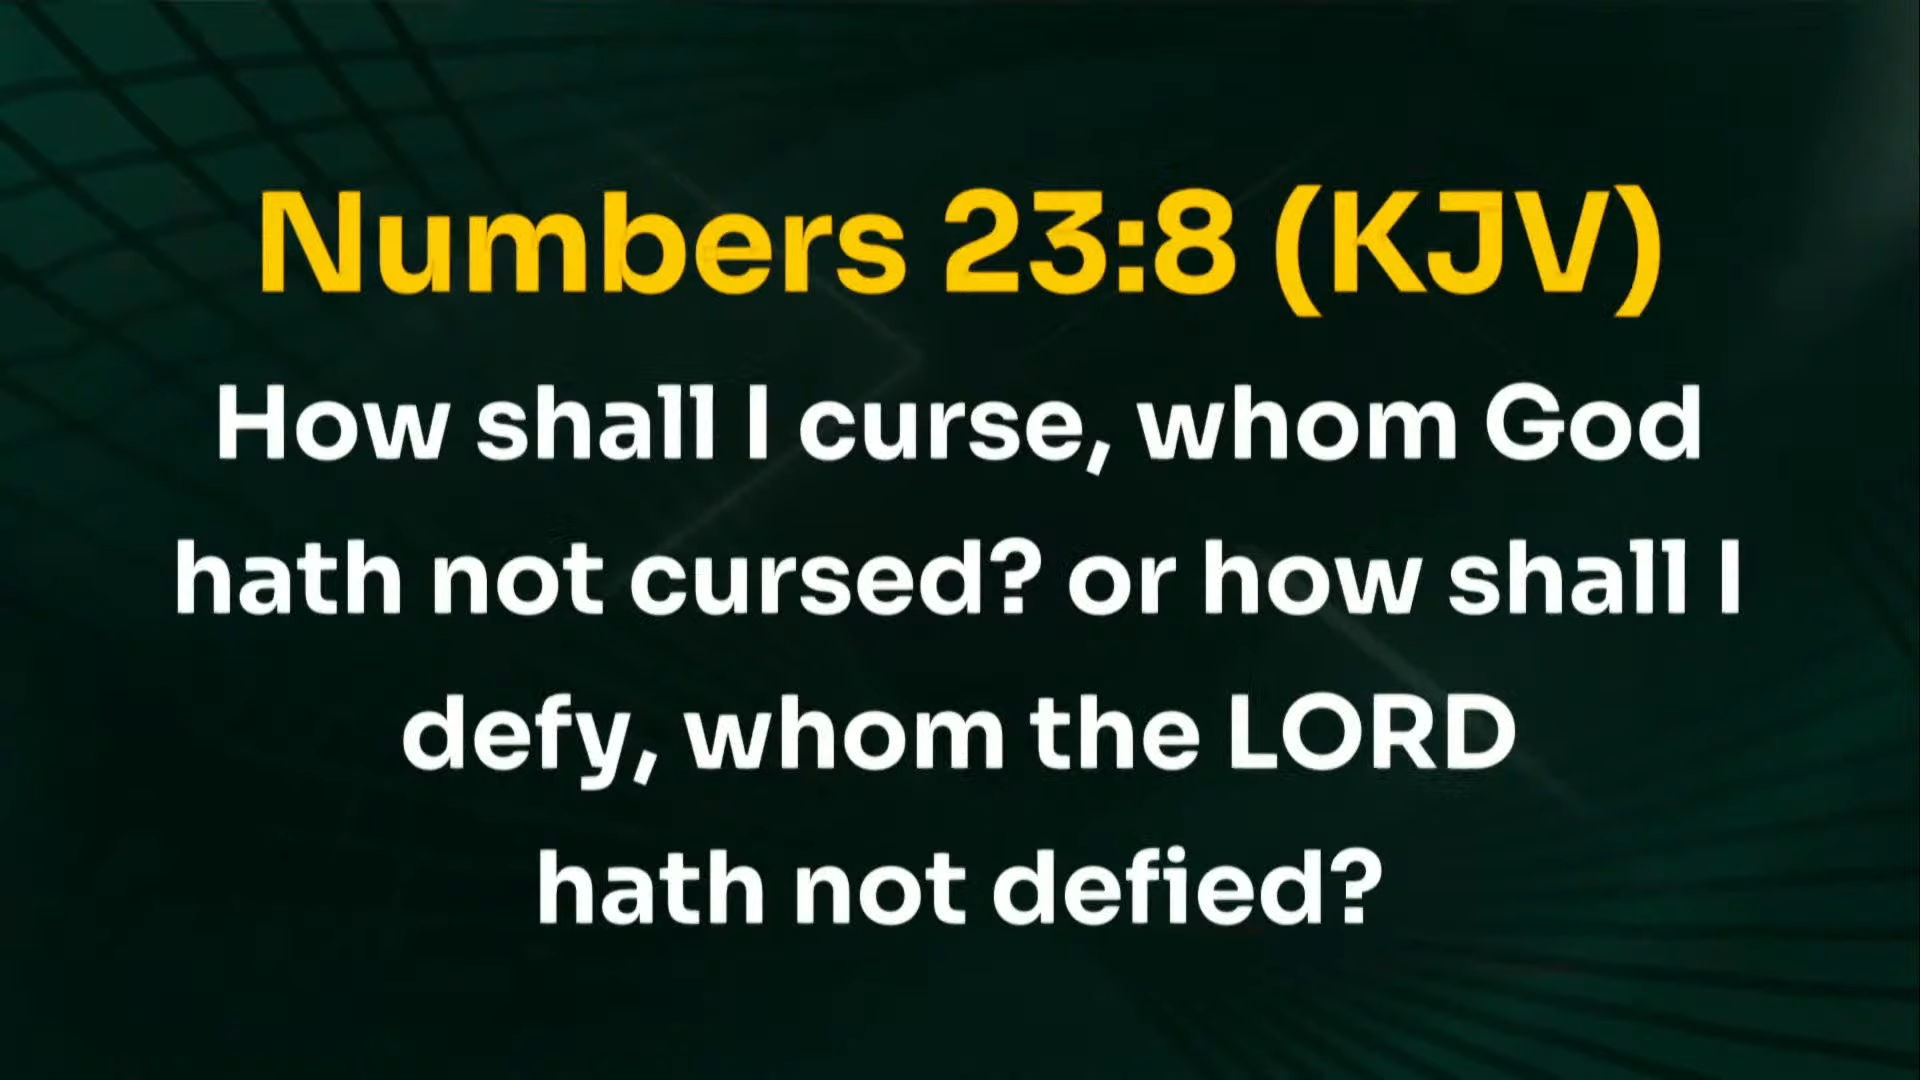 Numbers 23:8 (KJV)
How shall I curse, whom God
hath not cursed? or how shall I
defy, whom the LORD
hath not defied?